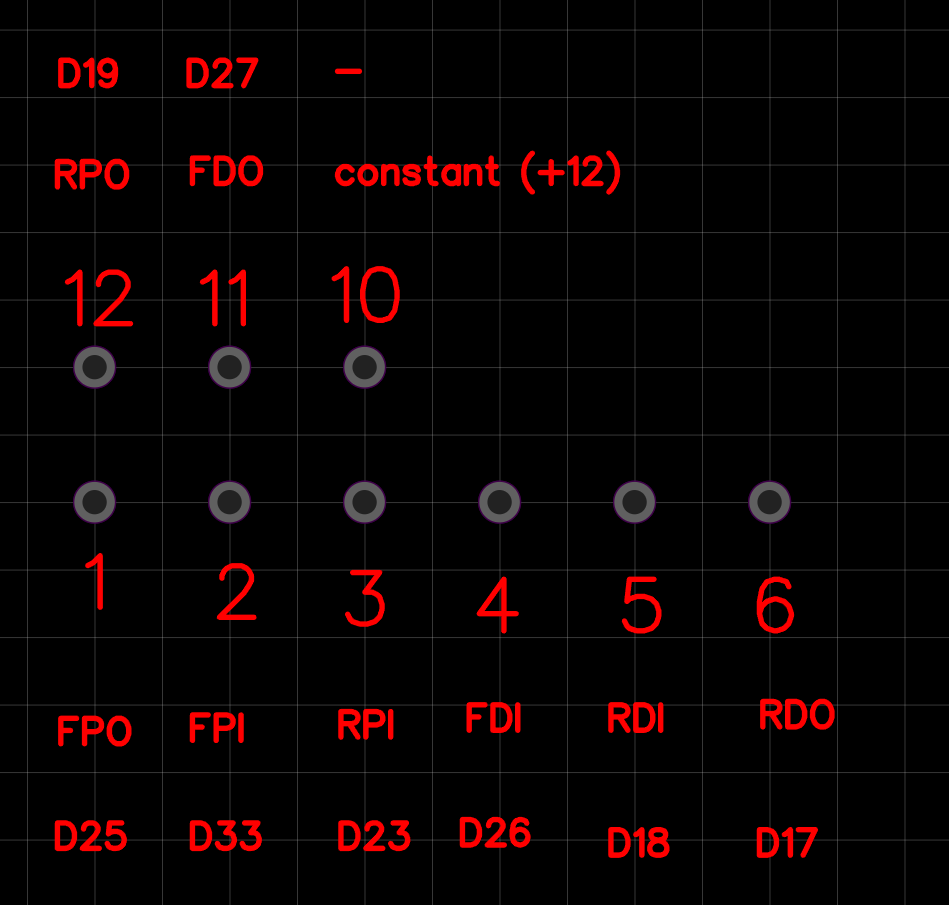 D19 D27 -
RPO FDO constant (+12)
12 11 10
1 2 3 4 5 6
FPO FPI RPI FDI RDI RDO
D25 D33 D23 D26 D18 D17